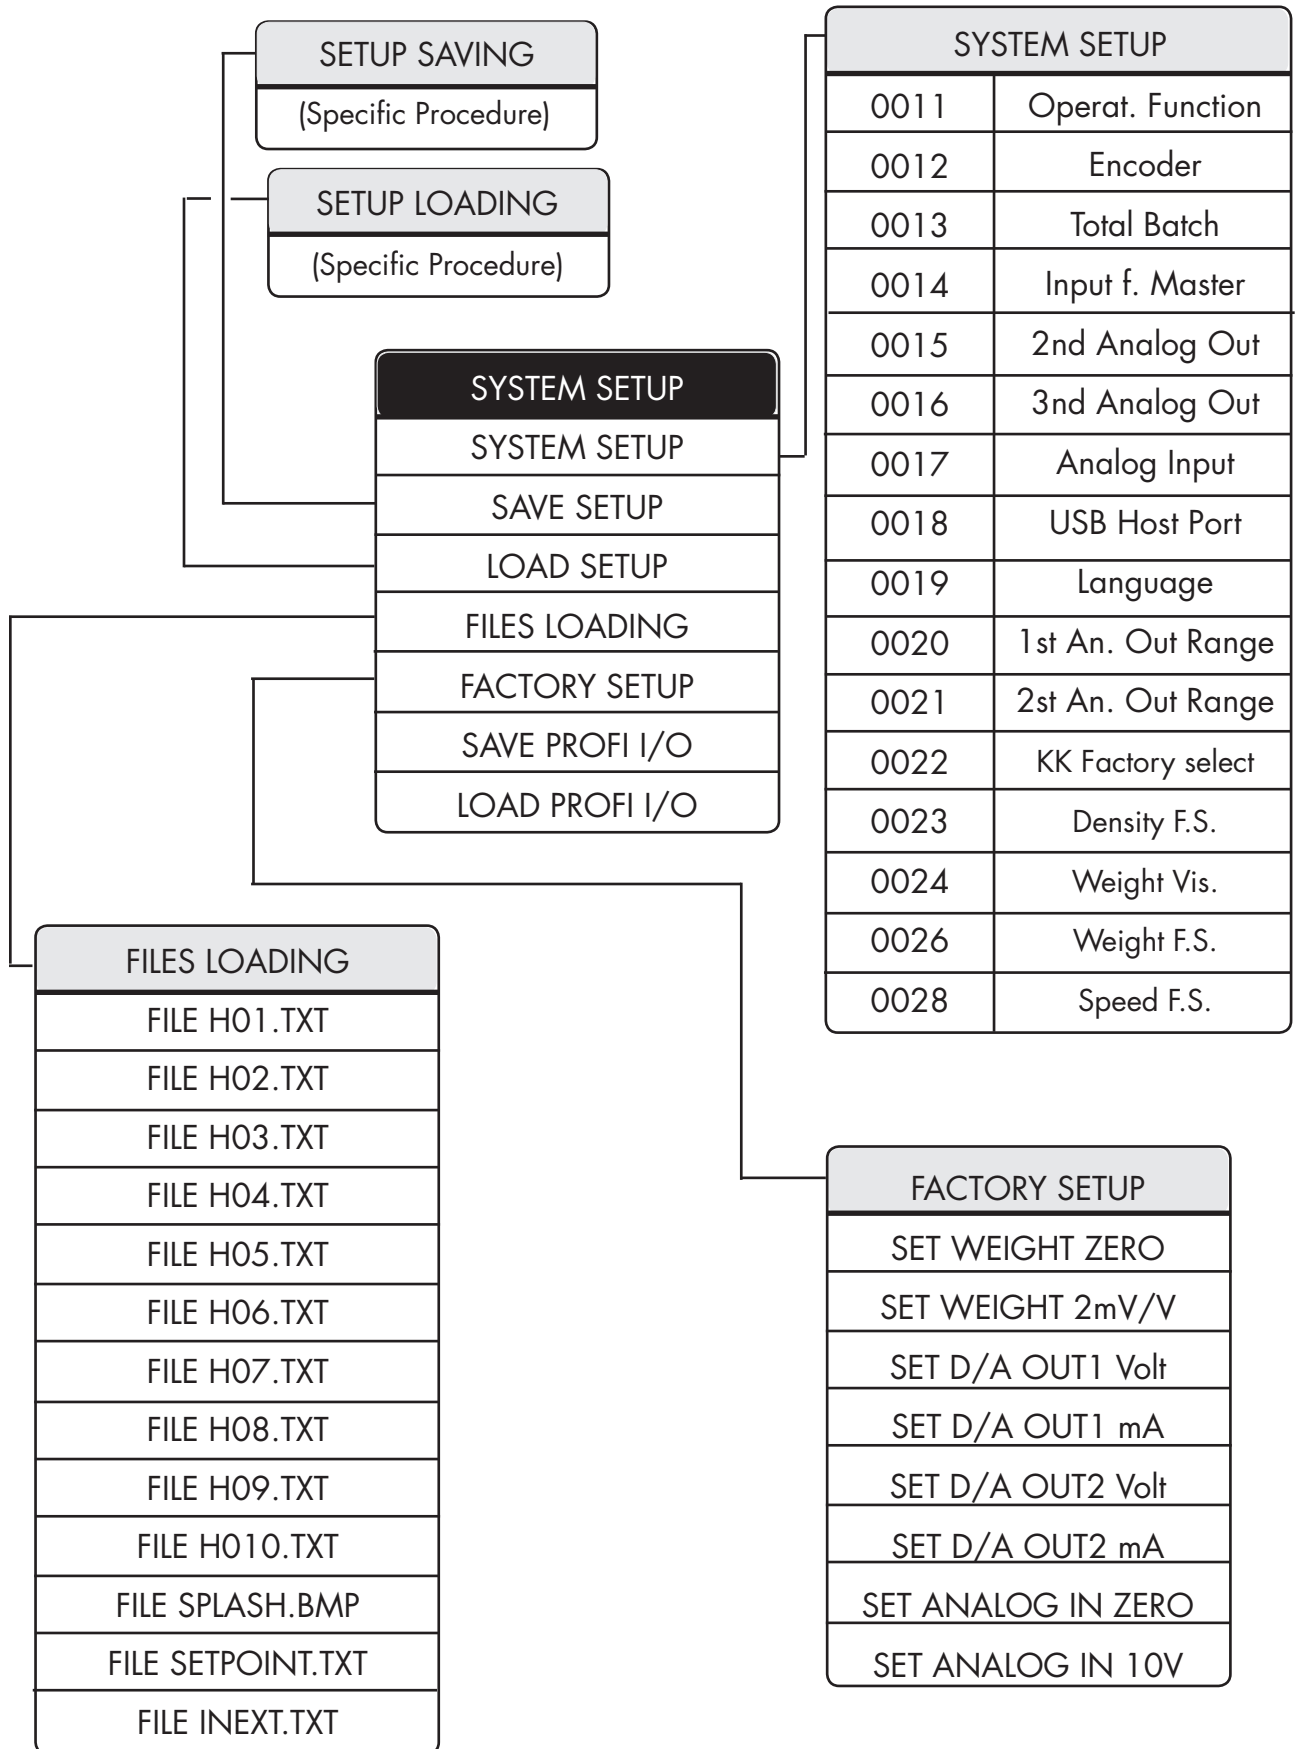 SETUP SAVING
(Specific Procedure)
SETUP LOADING
(Specific Procedure)
SYSTEM SETUP
SYSTEM SETUP
SAVE SETUP
LOAD SETUP
FILES LOADING
FACTORY SETUP
SAVE PROFI I/O
LOAD PROFI I/O
SYSTEM SETUP
0011 Operat. Function
0012 Encoder
0013 Total Batch
0014 Input f. Master
0015 2nd Analog Out
0016 3nd Analog Out
0017 Analog Input
0018 USB Host Port
0019 Language
0020 1st An. Out Range
0021 2st An. Out Range
0022 KK Factory select
0023 Density F.S.
0024 Weight Vis.
0026 Weight F.S.
0028 Speed F.S.
FILES LOADING
FILE H01.TXT
FILE H02.TXT
FILE H03.TXT
FILE H04.TXT
FILE H05.TXT
FILE H06.TXT
FILE H07.TXT
FILE H08.TXT
FILE H09.TXT
FILE H010.TXT
FILE SPLASH.BMP
FILE SETPOINT.TXT
FILE INEXT.TXT
FACTORY SETUP
SET WEIGHT ZERO
SET WEIGHT 2mV/V
SET D/A OUT1 Volt
SET D/A OUT1 mA
SET D/A OUT2 Volt
SET D/A OUT2 mA
SET ANALOG IN ZERO
SET ANALOG IN 10V